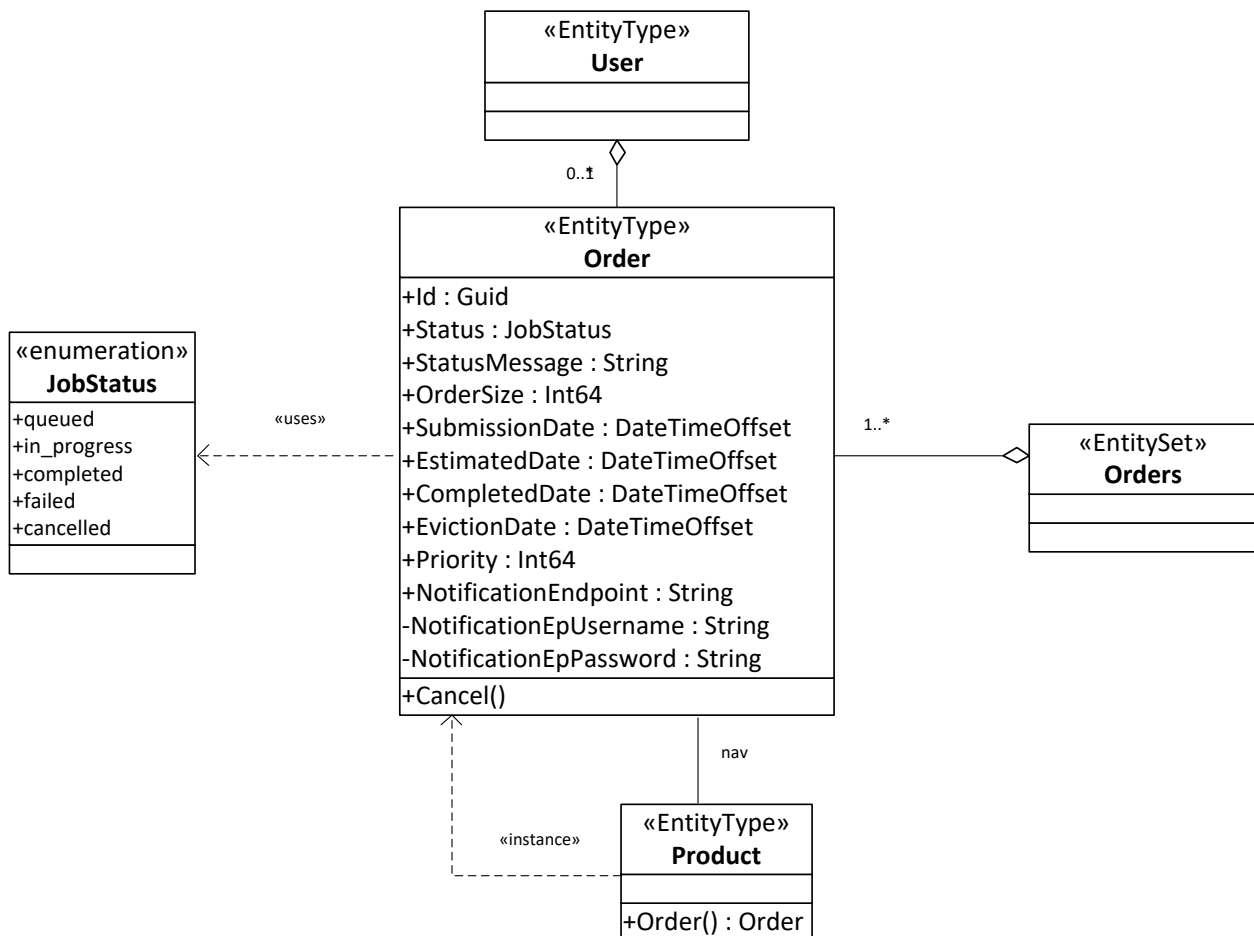 «EntityType»
User
«EntityType»
Order
+Id : Guid
+Status : JobStatus
+StatusMessage : String
+OrderSize : Int64
+SubmissionDate : DateTimeOffset
+EstimatedDate : DateTimeOffset
+CompletedDate : DateTimeOffset
+EvictionDate : DateTimeOffset
+Priority : Int64
+NotificationEndpoint : String
-NotificationEpUsername : String
-NotificationEpPassword : String
+Cancel()
«enumeration»
JobStatus
+queued
+in_progress
+completed
+failed
+cancelled
«uses»
1..*
«EntitySet»
Orders
nav
«instance»
«EntityType»
Product
+Order() : Order